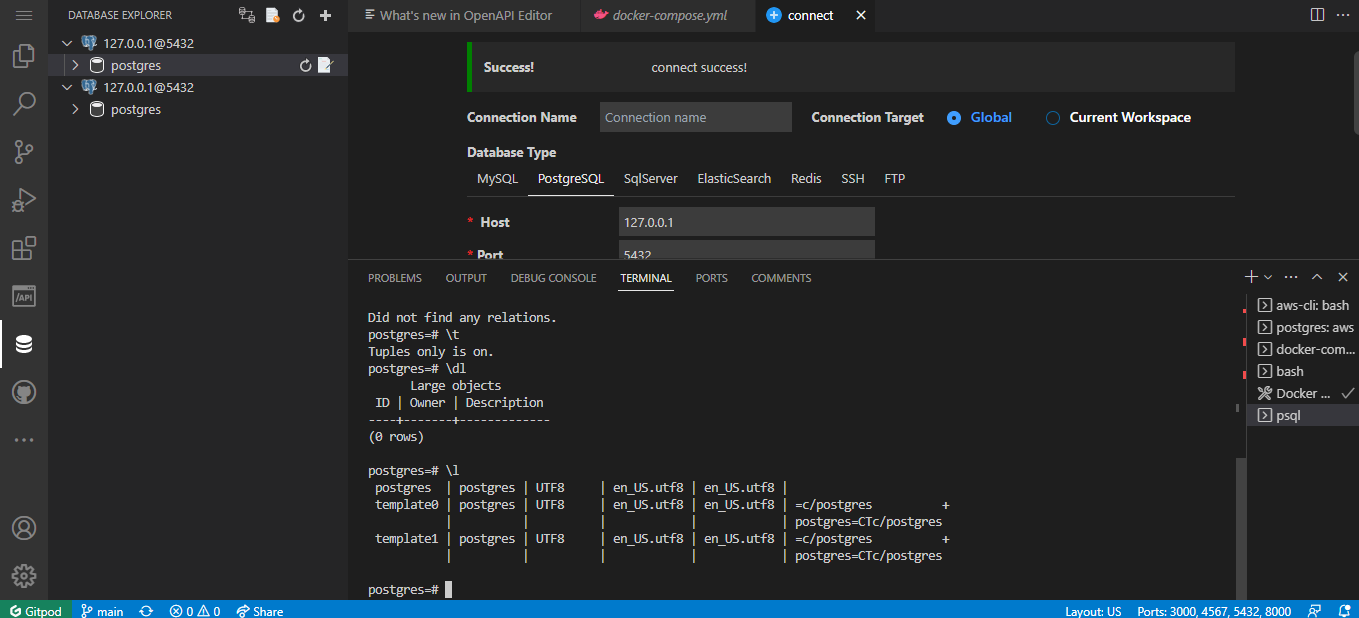 DATABASE EXPLORER
127.0.0.1@5432
postgres
127.0.0.1@5432
postgres
/API
What's new in OpenAPI Editor
docker-compose.yml
connect
Success! connect success!
Connection Name Connection name Connection Target Global Current Workspace
Database Type
MySQL PostgreSQL SqlServer ElasticSearch Redis SSH FTP
* Host 127.0.0.1
* Port 5432
PROBLEMS OUTPUT DEBUG CONSOLE TERMINAL PORTS COMMENTS
Did not find any relations.
postgres=# \t
Tuples only is on.
postgres=# \dl
Large objects
ID | Owner | Description
----+-------+-------------
(0 rows)
postgres=# \l
postgres | postgres | UTF8 | en_US.utf8 | en_US.utf8 |
template0 | postgres | UTF8 | en_US.utf8 | en_US.utf8 | =c/postgres +
| | | | | postgres=CTc/postgres
template1 | postgres | UTF8 | en_US.utf8 | en_US.utf8 | =c/postgres +
| | | | | postgres=CTc/postgres
postgres=#
aws-cli: bash
postgres: aws
docker-com...
bash
Docker ...
psql
Gitpod main 0 0 Share Layout: US Ports: 3000, 4567, 5432, 8000